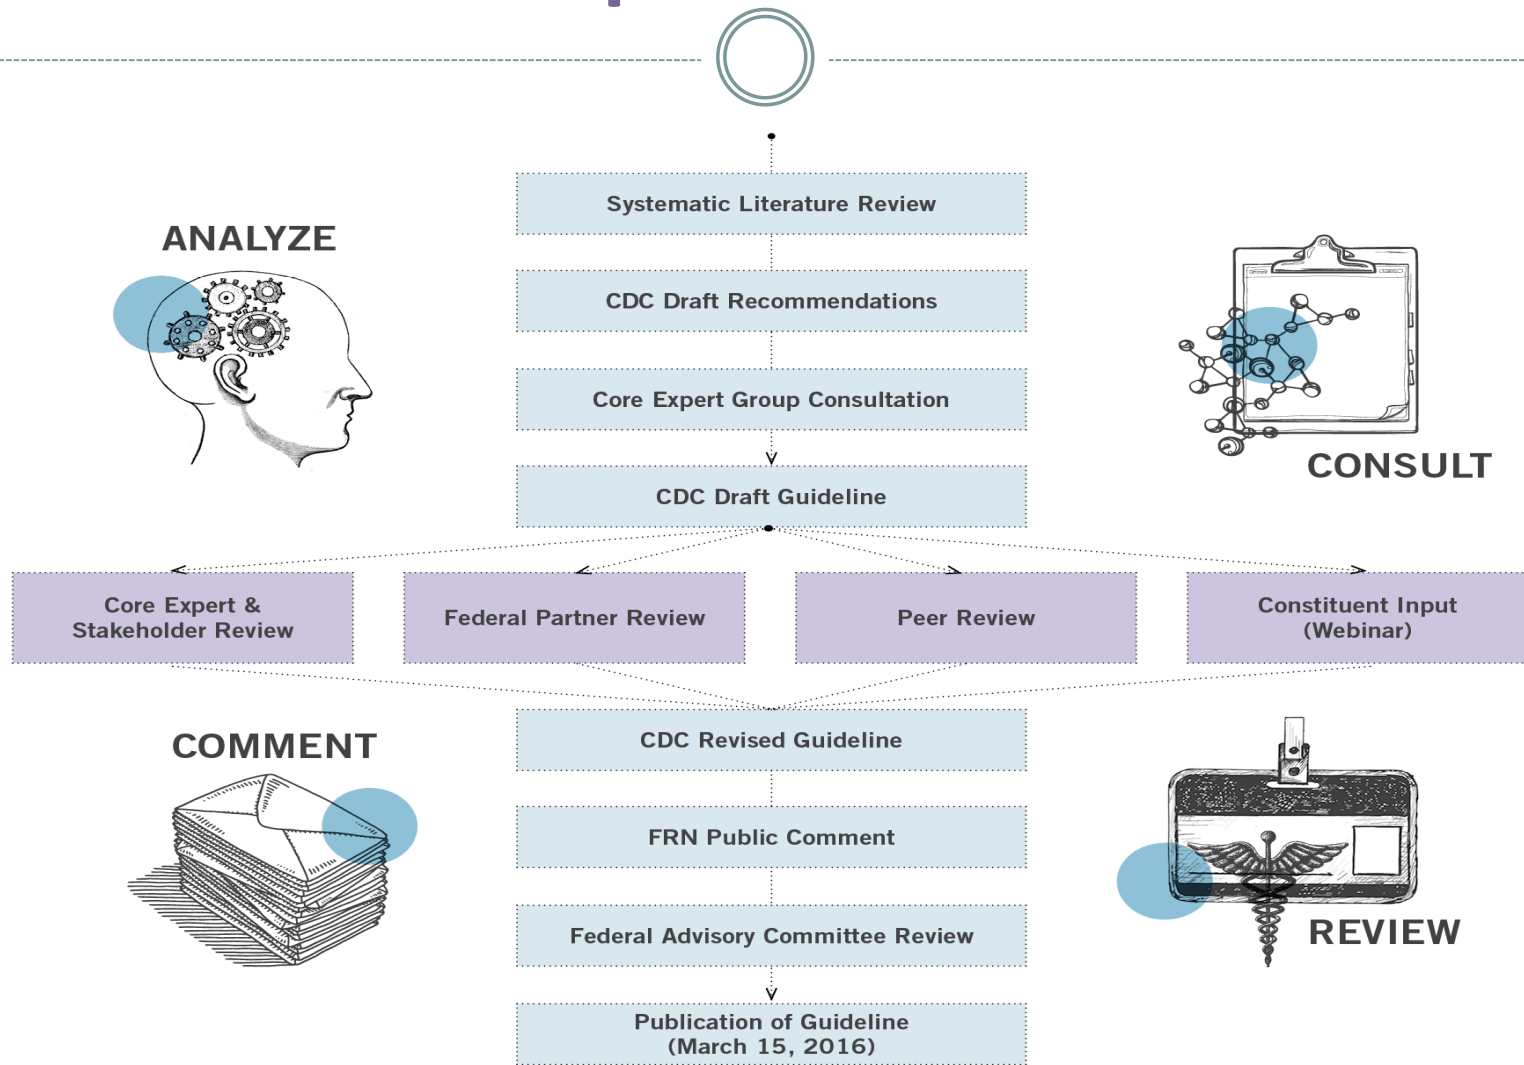 Systematic Literature Review
ANALYZE
CDC Draft Recommendations
Core Expert Group Consultation
CONSULT
CDC Draft Guideline
Core Expert &
Stakeholder Review
Federal Partner Review
Peer Review
Constituent Input
(Webinar)
COMMENT
CDC Revised Guideline
FRN Public Comment
REVIEW
Federal Advisory Committee Review
Publication of Guideline
(March 15, 2016)